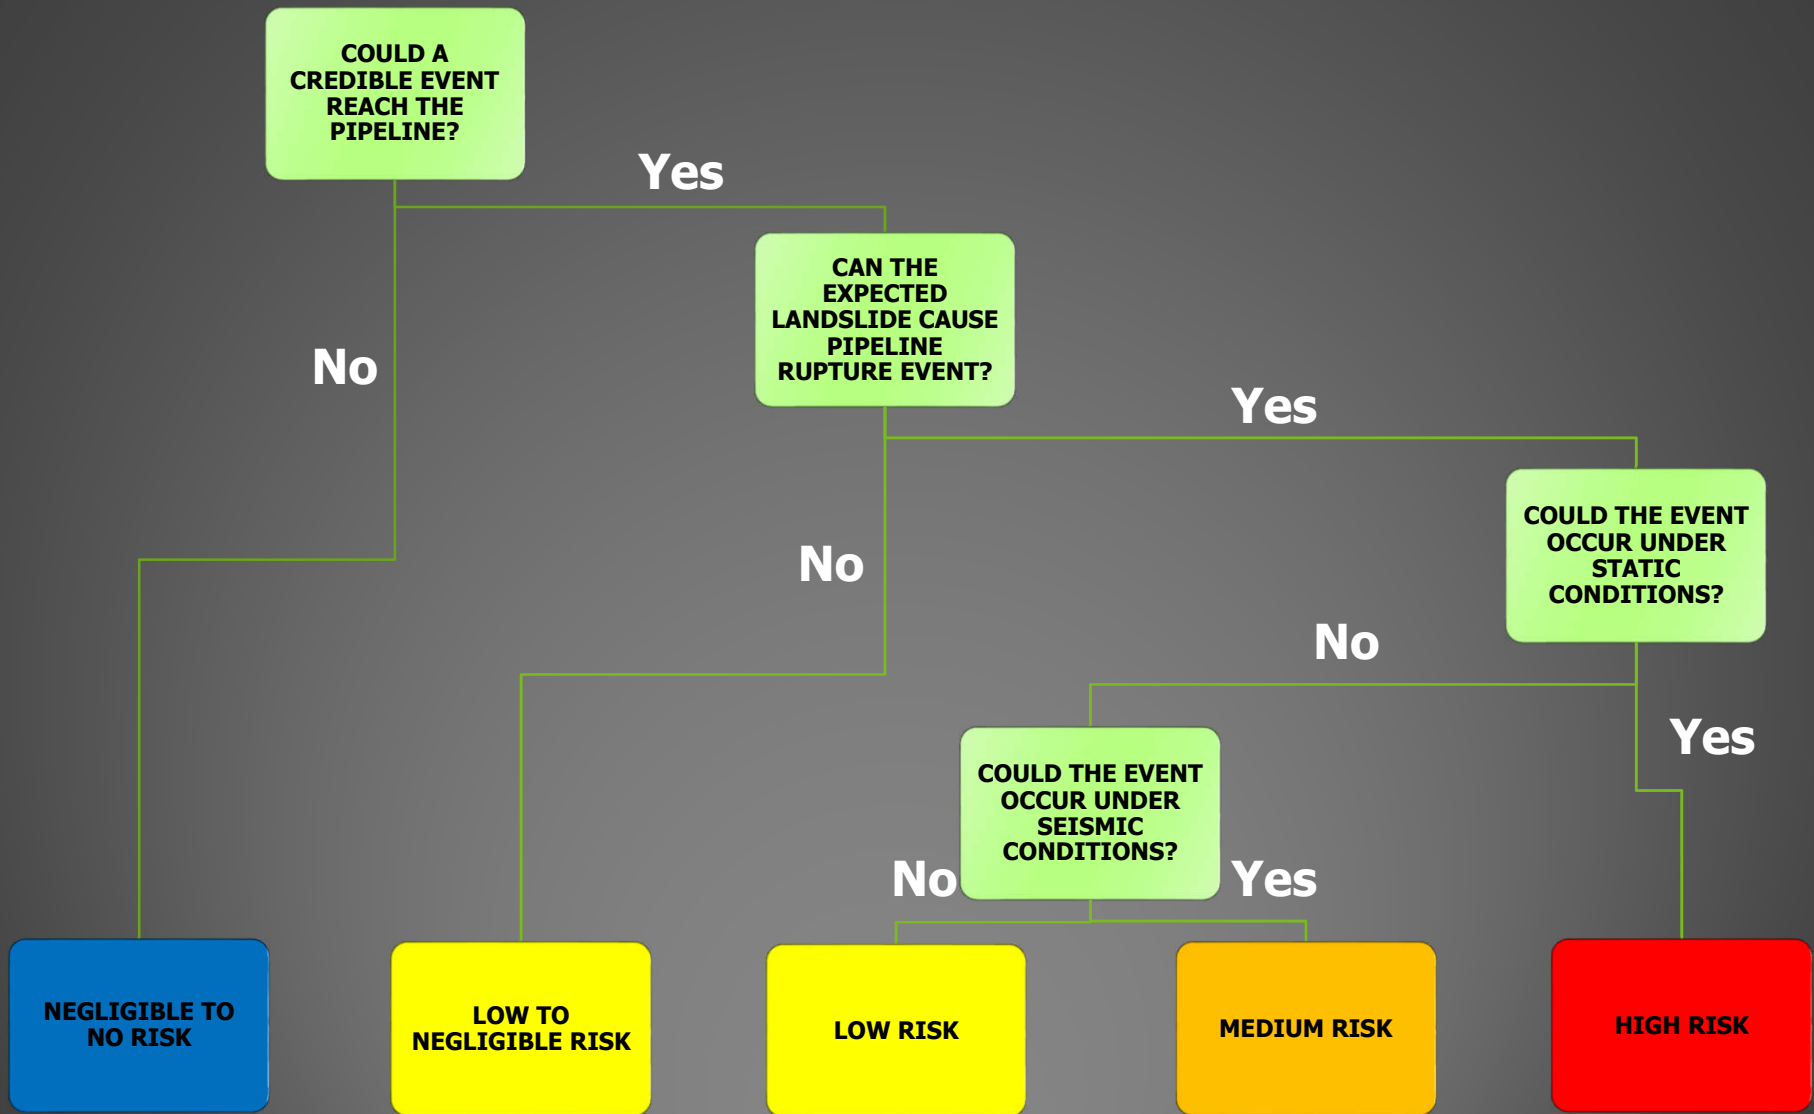 COULD A
CREDIBLE EVENT
REACH THE
PIPELINE?
Yes
No
CAN THE
EXPECTED
LANDSLIDE CAUSE
PIPELINE
RUPTURE EVENT?
Yes
No
COULD THE EVENT
OCCUR UNDER
STATIC
CONDITIONS?
No
Yes
COULD THE EVENT
OCCUR UNDER
SEISMIC
CONDITIONS?
No
Yes
NEGLIGIBLE TO
NO RISK
LOW TO
NEGLIGIBLE RISK
LOW RISK
MEDIUM RISK
HIGH RISK